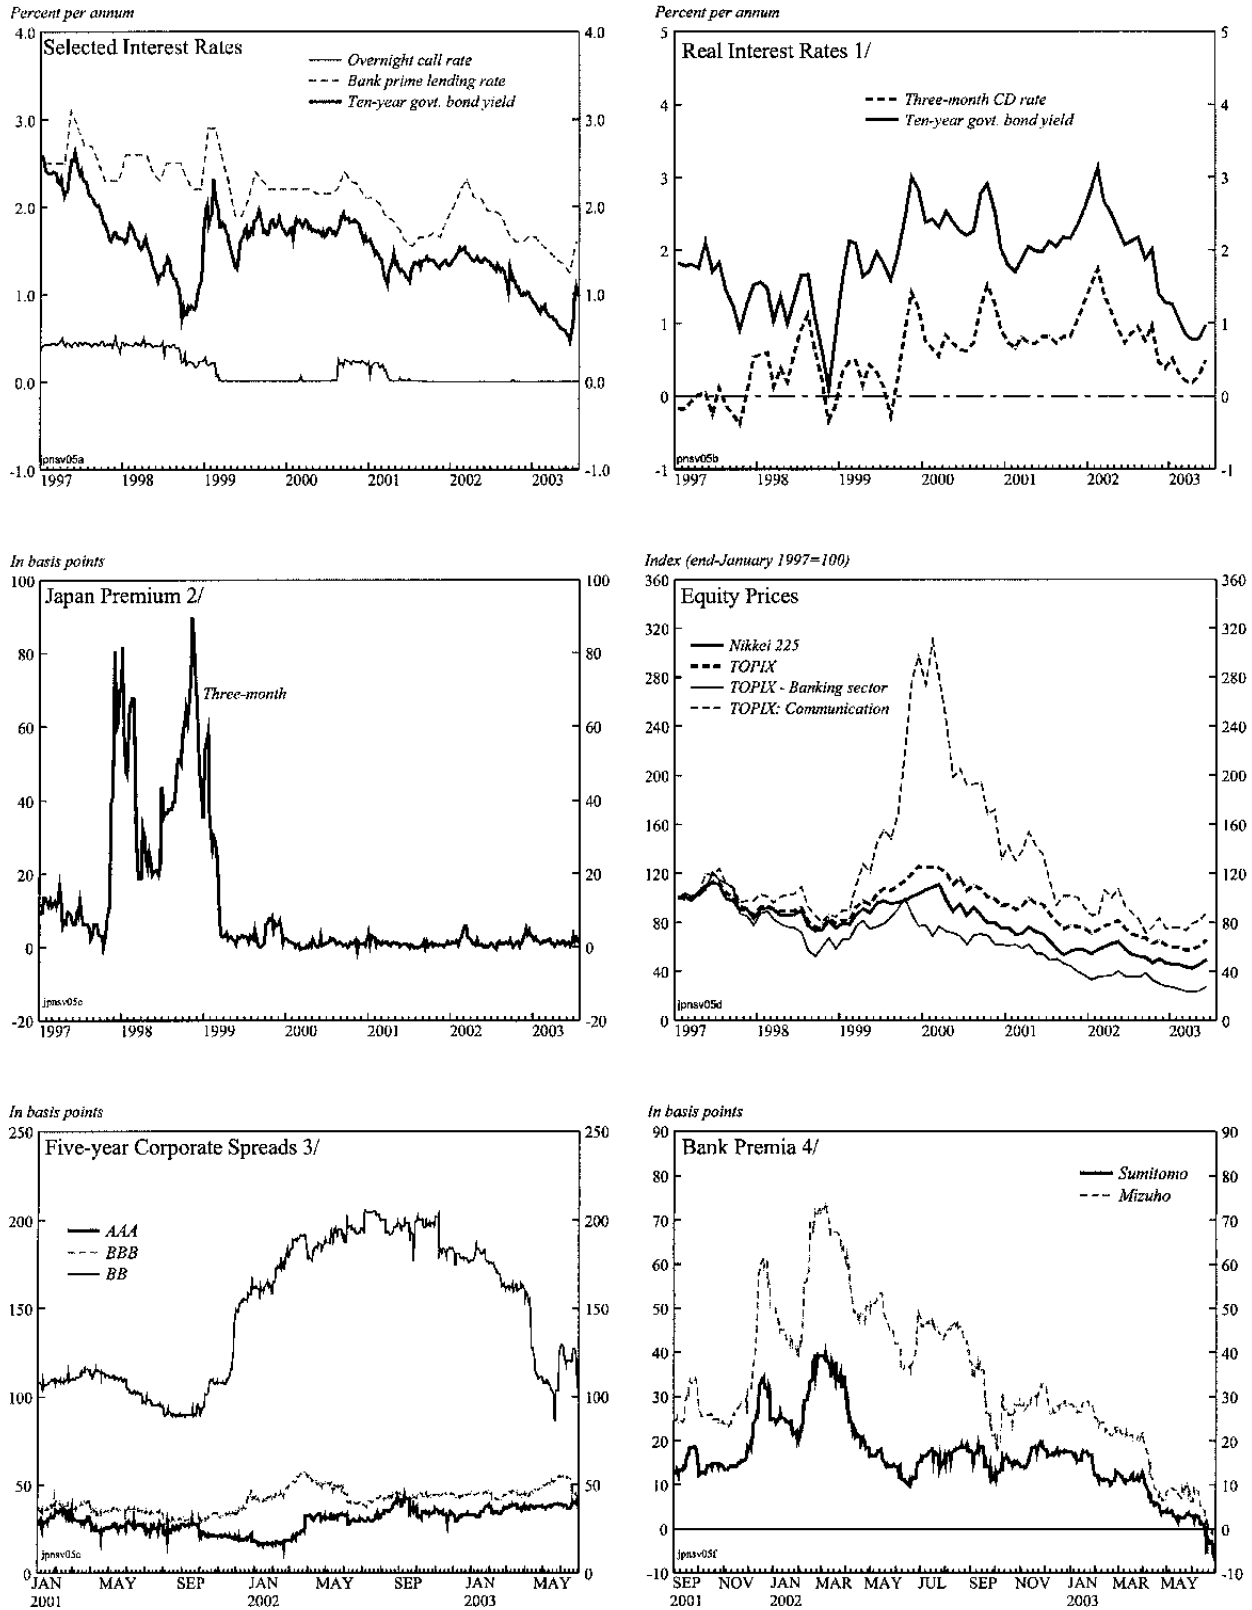 Percent per annum
Selected Interest Rates
Overnight call rate
Bank prime lending rate
Ten-year govt. bond yield
4.0 4.0
3.0 3.0
2.0 2.0
1.0 1.0
0.0 0.0
-1.0 -1.0
jpnsv05a
1997 1998 1999 2000 2001 2002 2003
Percent per annum
Real Interest Rates 1/
Three-month CD rate
Ten-year govt. bond yield
5 5
4 4
3 3
2 2
1 1
0 0
-1 -1
jpnsv05b
1997 1998 1999 2000 2001 2002 2003
In basis points
Japan Premium 2/
Three-month
100 100
80 80
60 60
40 40
20 20
0 0
-20 -20
jpnsv05c
1997 1998 1999 2000 2001 2002 2003
Index (end-January 1997=100)
Equity Prices
Nikkei 225
TOPIX
TOPIX - Banking sector
TOPIX: Communication
360 360
320 320
280 280
240 240
200 200
160 160
120 120
80 80
40 40
0 0
jpnsv05d
1997 1998 1999 2000 2001 2002 2003
In basis points
Five-year Corporate Spreads 3/
AAA
BBB
BB
250 250
200 200
150 150
100 100
50 50
0 0
JAN MAY SEP JAN MAY SEP JAN MAY
2001 2002 2003
In basis points
Bank Premia 4/
Sumitomo
Mizuho
90 90
80 80
70 70
60 60
50 50
40 40
30 30
20 20
10 10
0 0
-10 -10
jpnsv05f
SEP NOV JAN MAR MAY JUL SEP NOV JAN MAR MAY
2001 2002 2003